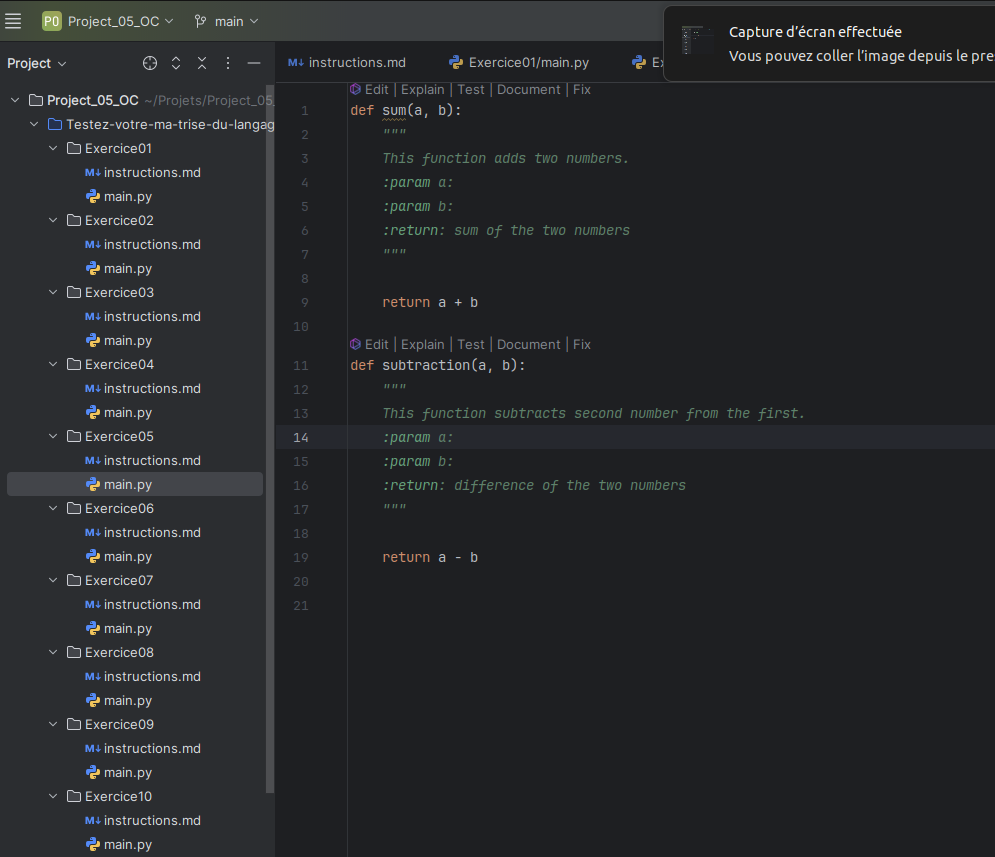 P0 Project_05_OC main
Capture d'écran effectuée
Vous pouvez coller l'image depuis le pre
Project
instructions.md Exercice01/main.py Ex
Project_05_OC ~/Projets/Project_05_
Testez-votre-ma-trise-du-langag
Exercice01
M↓ instructions.md
main.py
Exercice02
M↓ instructions.md
main.py
Exercice03
M↓ instructions.md
main.py
Exercice04
M↓ instructions.md
main.py
Exercice05
M↓ instructions.md
main.py
Exercice06
M↓ instructions.md
main.py
Exercice07
M↓ instructions.md
main.py
Exercice08
M↓ instructions.md
main.py
Exercice09
M↓ instructions.md
main.py
Exercice10
M↓ instructions.md
main.py
Edit | Explain | Test | Document | Fix
1 def sum(a, b):
2 """
3 This function adds two numbers.
4 :param a:
5 :param b:
6 :return: sum of the two numbers
7 """
8
9 return a + b
10
Edit | Explain | Test | Document | Fix
11 def subtraction(a, b):
12 """
13 This function subtracts second number from the first.
14 :param a:
15 :param b:
16 :return: difference of the two numbers
17 """
18
19 return a - b
20
21